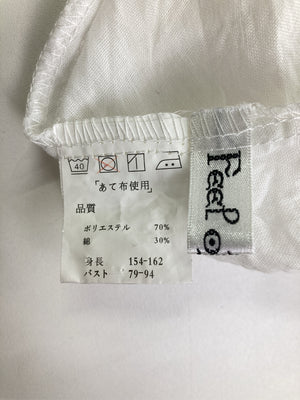 40
「あて布使用」
品質
ポリエステル 70%
綿 30%
身長 154-162
バスト 79-94
feel